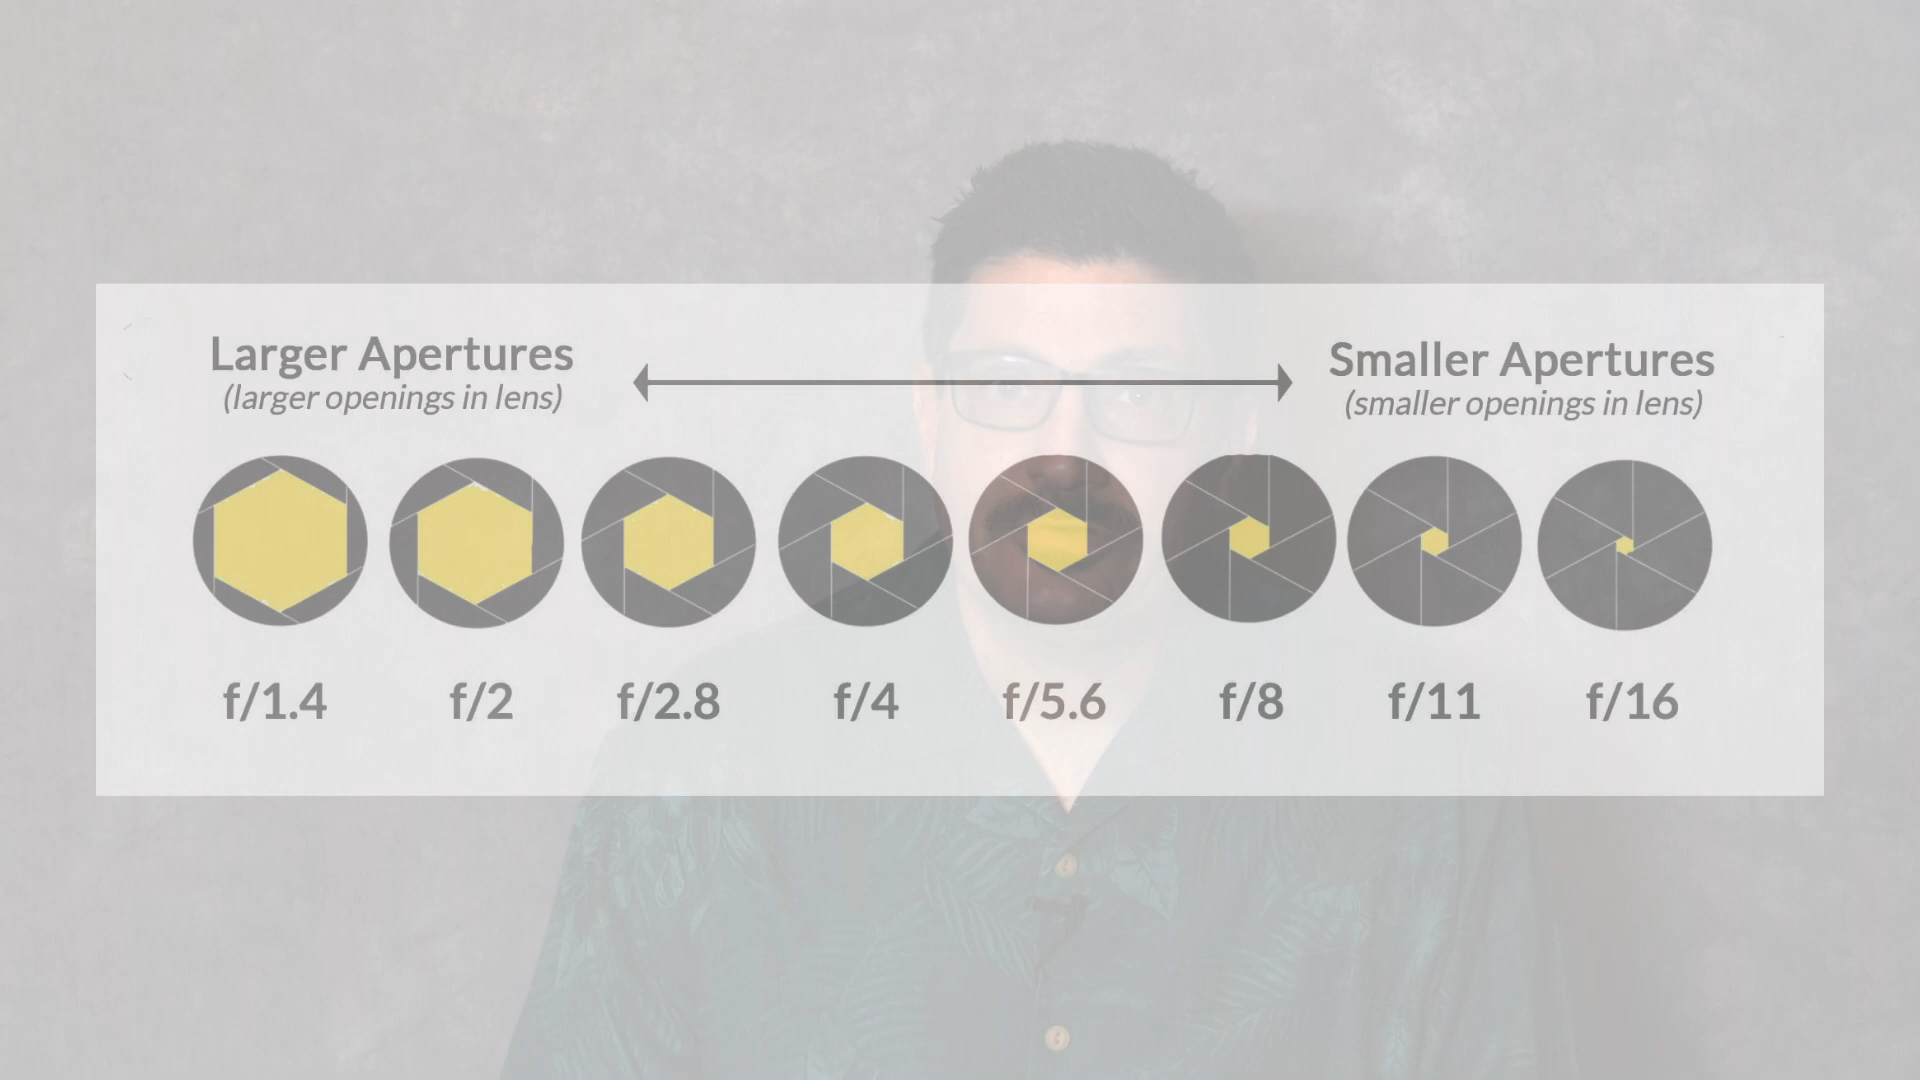 Larger Apertures
(larger openings in lens)
Smaller Apertures
(smaller openings in lens)
f/1.4 f/2 f/2.8 f/4 f/5.6 f/8 f/11 f/16